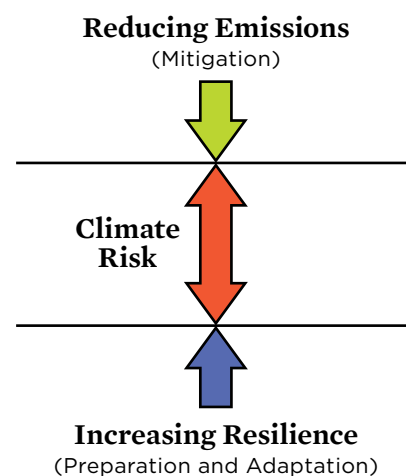 Reducing Emissions
(Mitigation)
Climate
Risk
Increasing Resilience
(Preparation and Adaptation)